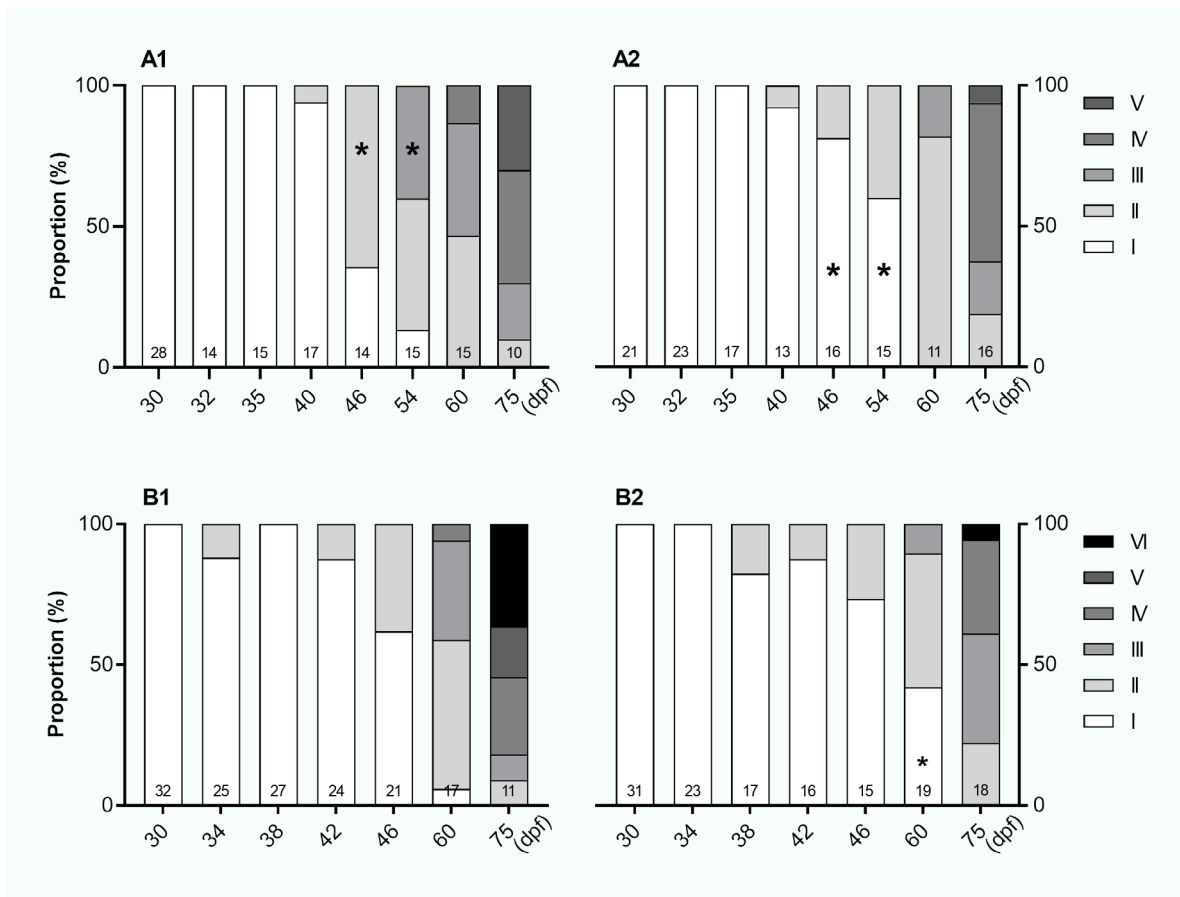 A1
A2
100
50
0
Proportion (%)
* *
28 14 15 17 14 15 15 10
30 32 35 40 46 54 60 75 (dpf)
* *
21 23 17 13 16 15 11 16
30 32 35 40 46 54 60 75 (dpf)
100
50
0
V
IV
III
II
I
B1
B2
100
50
0
Proportion (%)
32 25 27 24 21 17 11
30 34 38 42 46 60 75 (dpf)
*
31 23 17 16 15 19 18
30 34 38 42 46 60 75 (dpf)
100
50
0
VI
V
IV
III
II
I